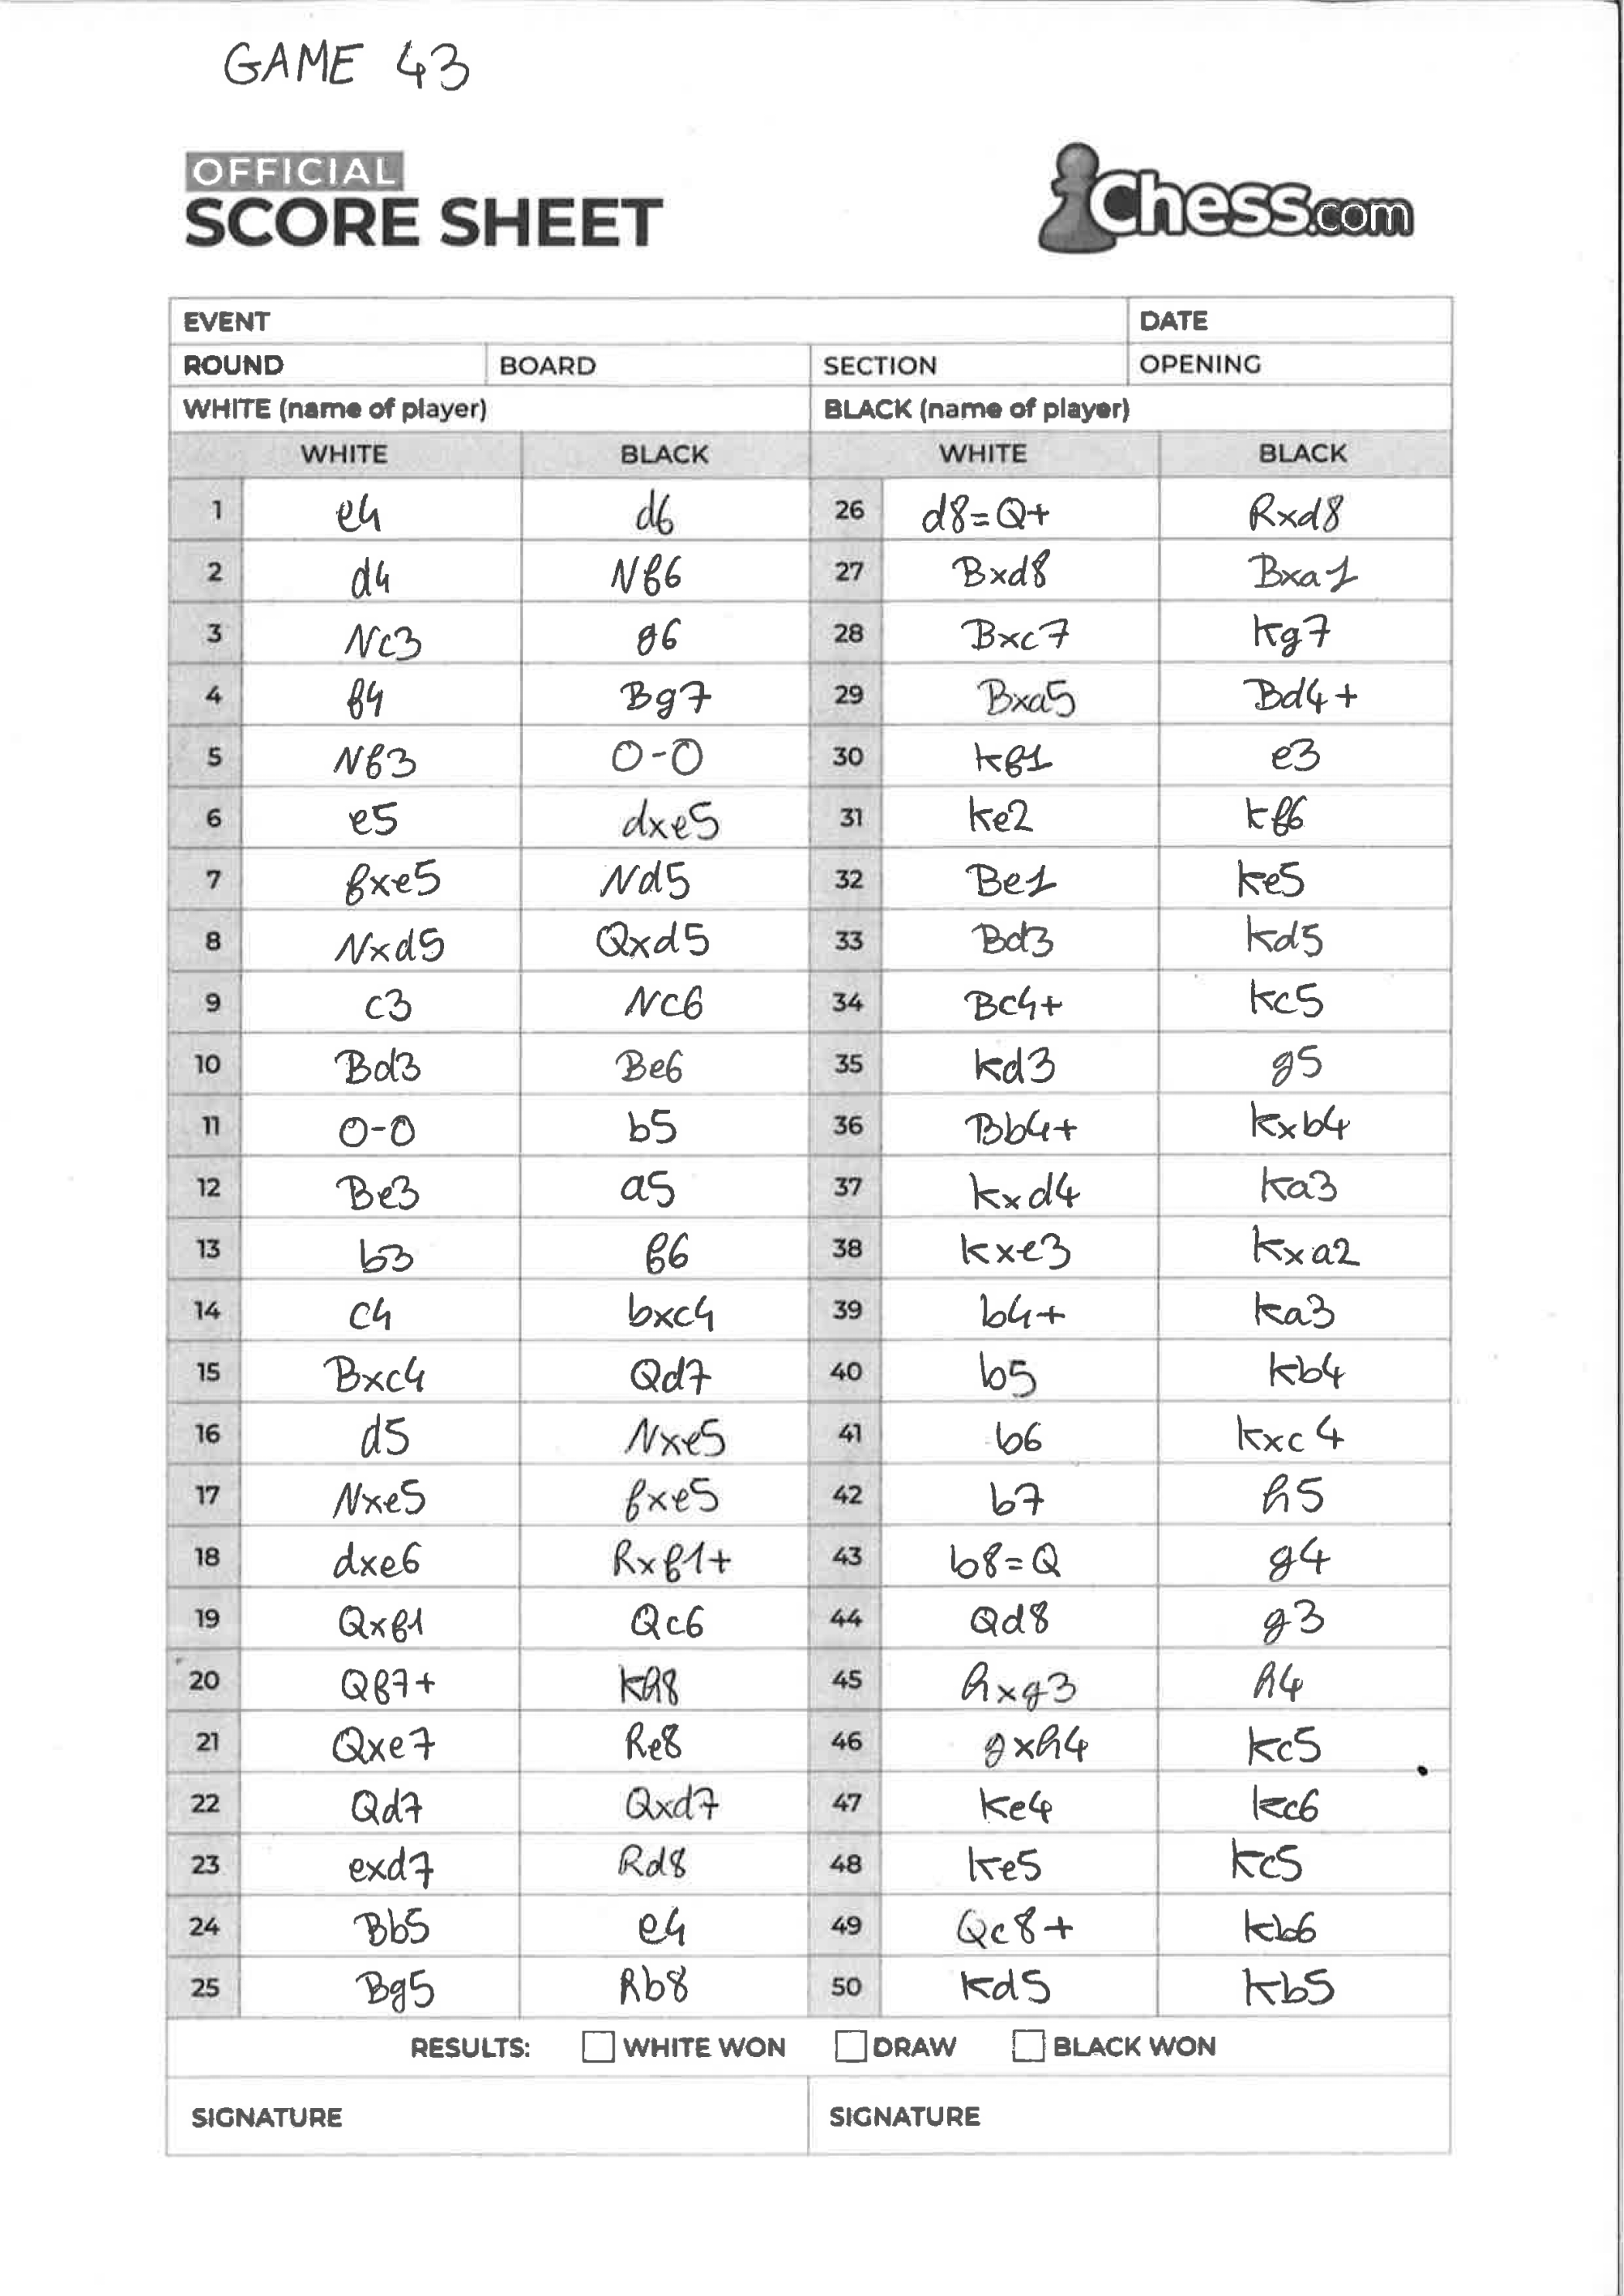 GAME 43
OFFICIAL
SCORE SHEET
Chess.com
EVENT DATE
ROUND BOARD SECTION OPENING
WHITE (name of player) BLACK (name of player)
WHITE BLACK WHITE BLACK
1 e4 d6 26 d8=Q+ Rxd8
2 d4 Nf6 27 Bxd8 Bxa1
3 Nc3 g6 28 Bxc7 kg7
4 f4 Bg7 29 Bxa5 Bd4+
5 Nf3 0-0 30 kf1 e3
6 e5 dxe5 31 ke2 kf6
7 fxe5 Nd5 32 Be1 ke5
8 Nxd5 Qxd5 33 Bd3 kd5
9 c3 Nc6 34 Bc4+ kc5
10 Bd3 Be6 35 kd3 g5
11 0-0 b5 36 Bb4+ kxb4
12 Be3 a5 37 kxd4 ka3
13 b3 f6 38 kxe3 kxa2
14 c4 bxc4 39 b4+ ka3
15 Bxc4 Qd7 40 b5 kb4
16 d5 Nxe5 41 b6 kxc4
17 Nxe5 fxe5 42 b7 h5
18 dxe6 Rxf1+ 43 b8=Q g4
19 Qxf1 Qc6 44 Qd8 g3
20 Qf7+ kh8 45 hxg3 h4
21 Qxe7 Re8 46 gxh4 kc5
22 Qd7 Qxd7 47 ke4 kc6
23 exd7 Rd8 48 ke5 kc5
24 Bb5 e4 49 Qc8+ kb6
25 Bg5 Rb8 50 kd5 kb5
RESULTS: WHITE WON DRAW BLACK WON
SIGNATURE SIGNATURE